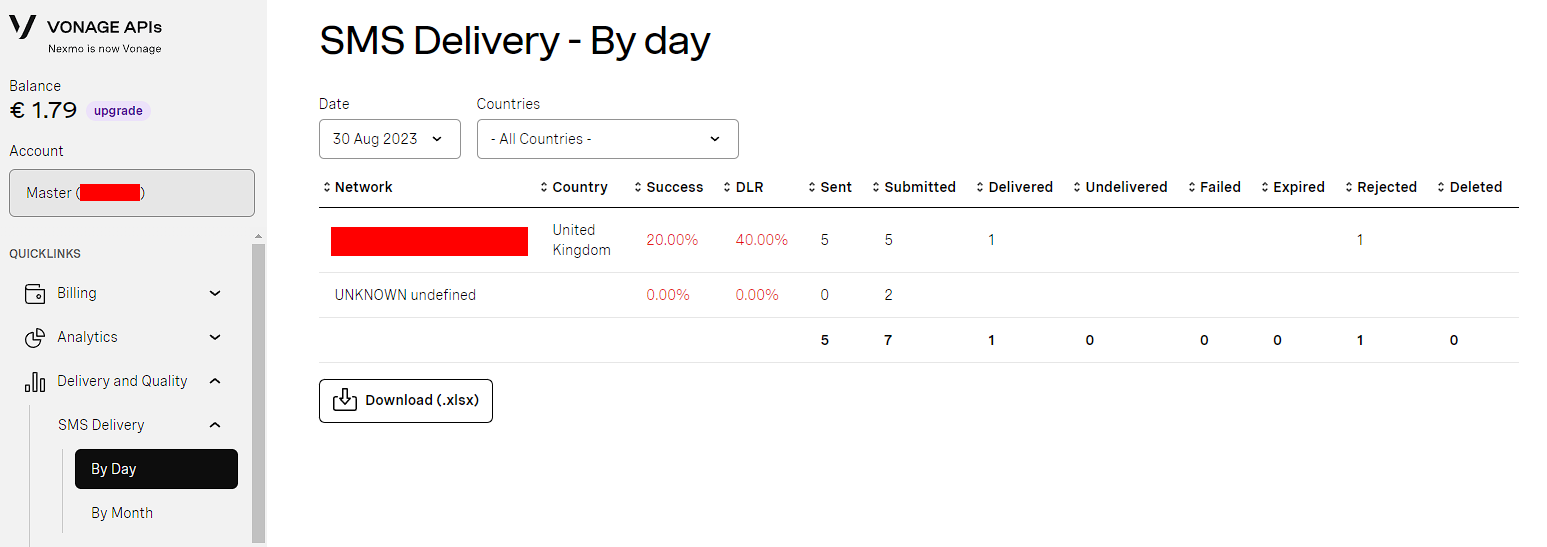 VONAGE APIs
Nexmo is now Vonage
Balance
€ 1.79 upgrade
Account
Master ( )
QUICKLINKS
Billing
Analytics
Delivery and Quality
SMS Delivery
By Day
By Month
SMS Delivery - By day
Date Countries
30 Aug 2023 - All Countries -
Network Country Success DLR Sent Submitted Delivered Undelivered Failed Expired Rejected Deleted
United
Kingdom
20.00% 40.00% 5 5 1 1
UNKNOWN undefined 0.00% 0.00% 0 2
5 7 1 0 0 0 1 0
Download (.xlsx)